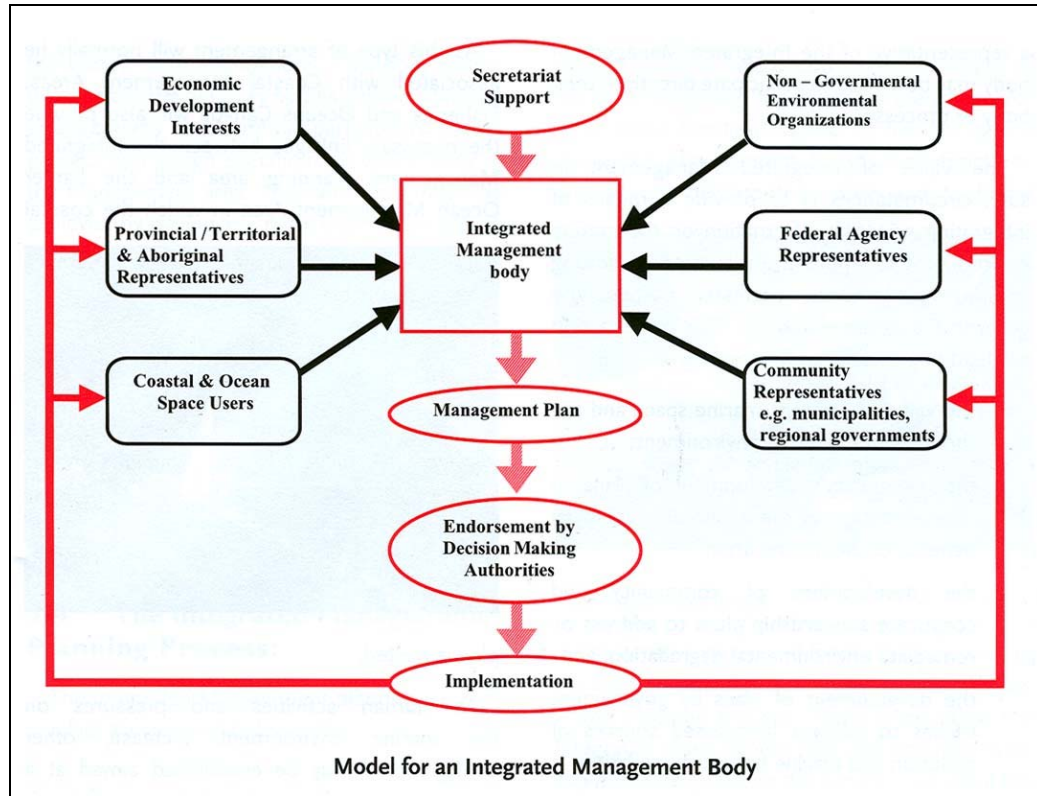 Economic
Development
Interests
Secretariat
Support
Non – Governmental
Environmental
Organizations
Provincial / Territorial
& Aboriginal
Representatives
Integrated
Management
body
Federal Agency
Representatives
Coastal & Ocean
Space Users
Management Plan
Community
Representatives
e.g. municipalities,
regional governments
Endorsement by
Decision Making
Authorities
Implementation
Model for an Integrated Management Body